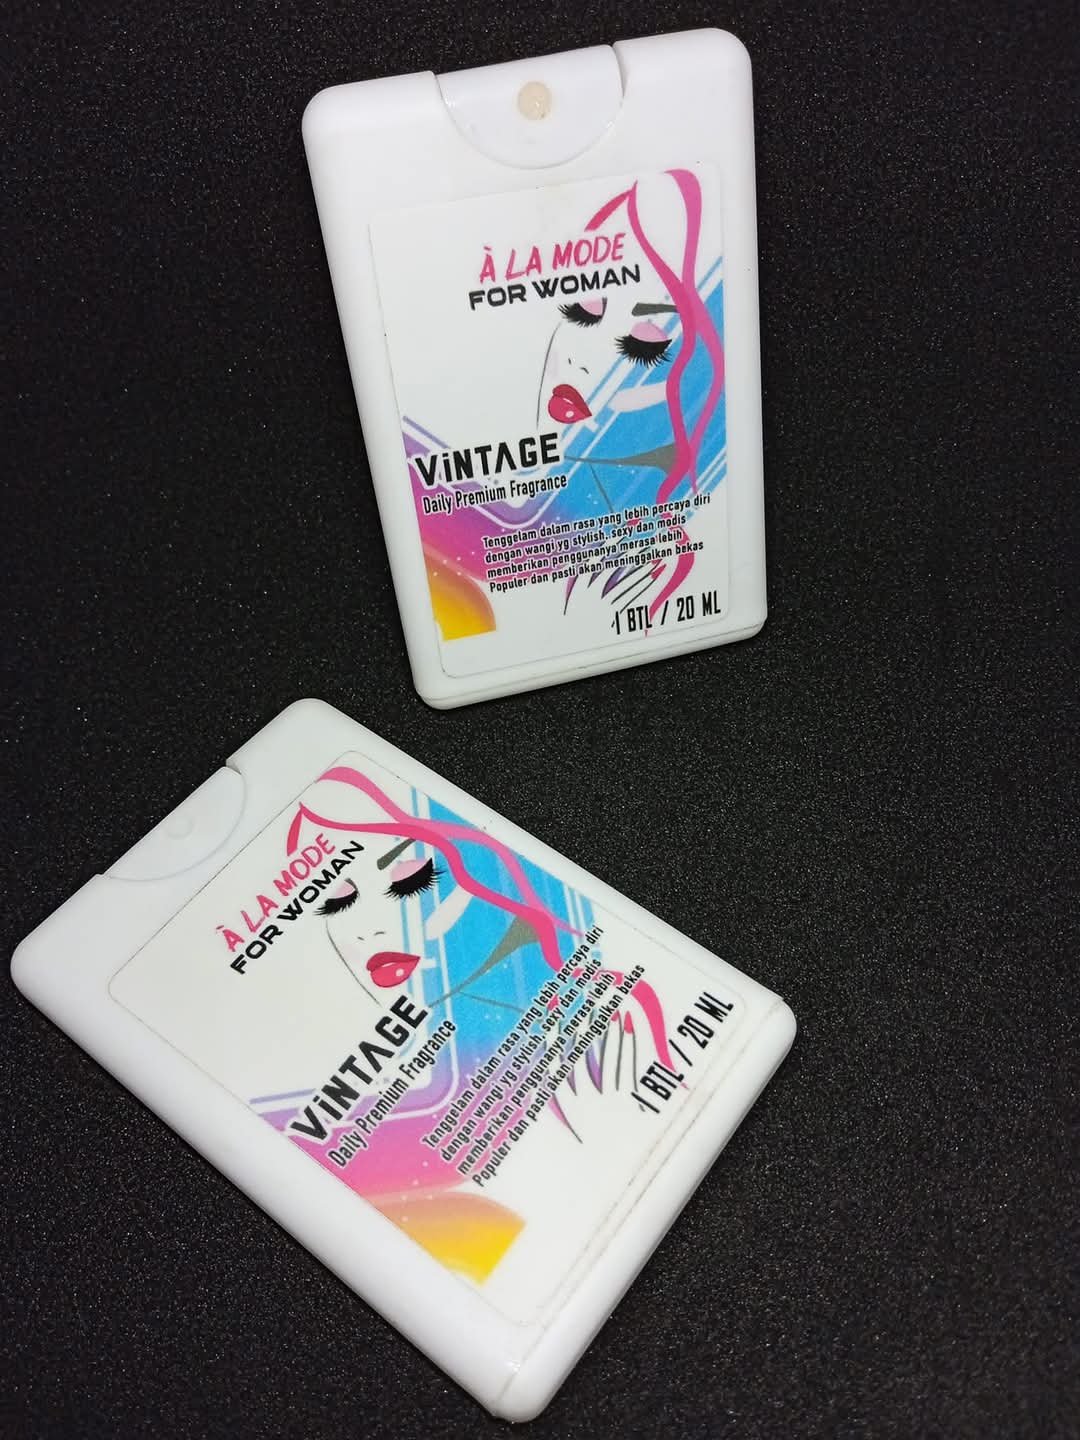 À LA MODE
FOR WOMAN
ViNTAGE
Daily Premium Fragrance
Tenggelam dalam rasa yang lebih percaya diri
dengan wangi yg stylish, sexy dan modis
memberikan penggunanya merasa lebih
Populer dan pasti akan meninggalkan bekas
1 BTL / 20 ML
À LA MODE
FOR WOMAN
ViNTAGE
Daily Premium Fragrance
Tenggelam dalam rasa yang lebih percaya diri
dengan wangi yg stylish, sexy dan modis
memberikan penggunanya merasa lebih
Populer dan pasti akan meninggalkan bekas
1 BTL / 20 ML